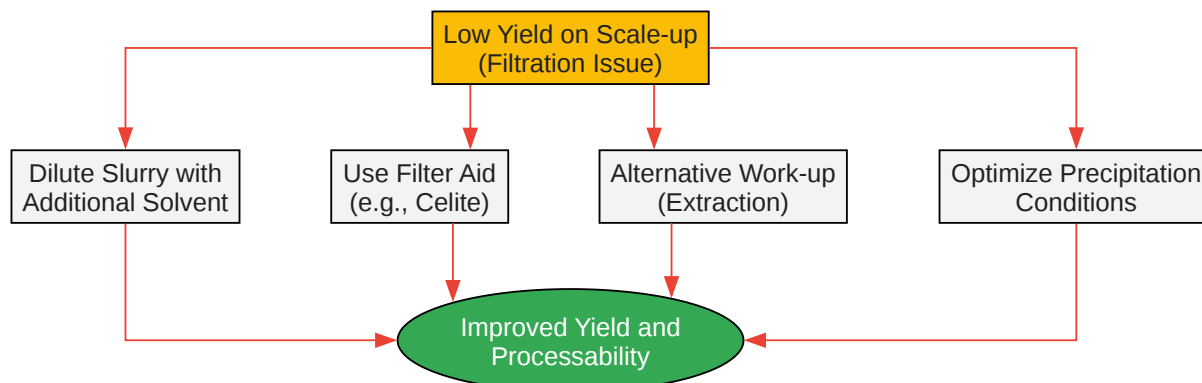 Low Yield on Scale-up
(Filtration Issue)
Dilute Slurry with
Additional Solvent
Use Filter Aid
(e.g., Celite)
Alternative Work-up
(Extraction)
Optimize Precipitation
Conditions
Improved Yield and
Processability